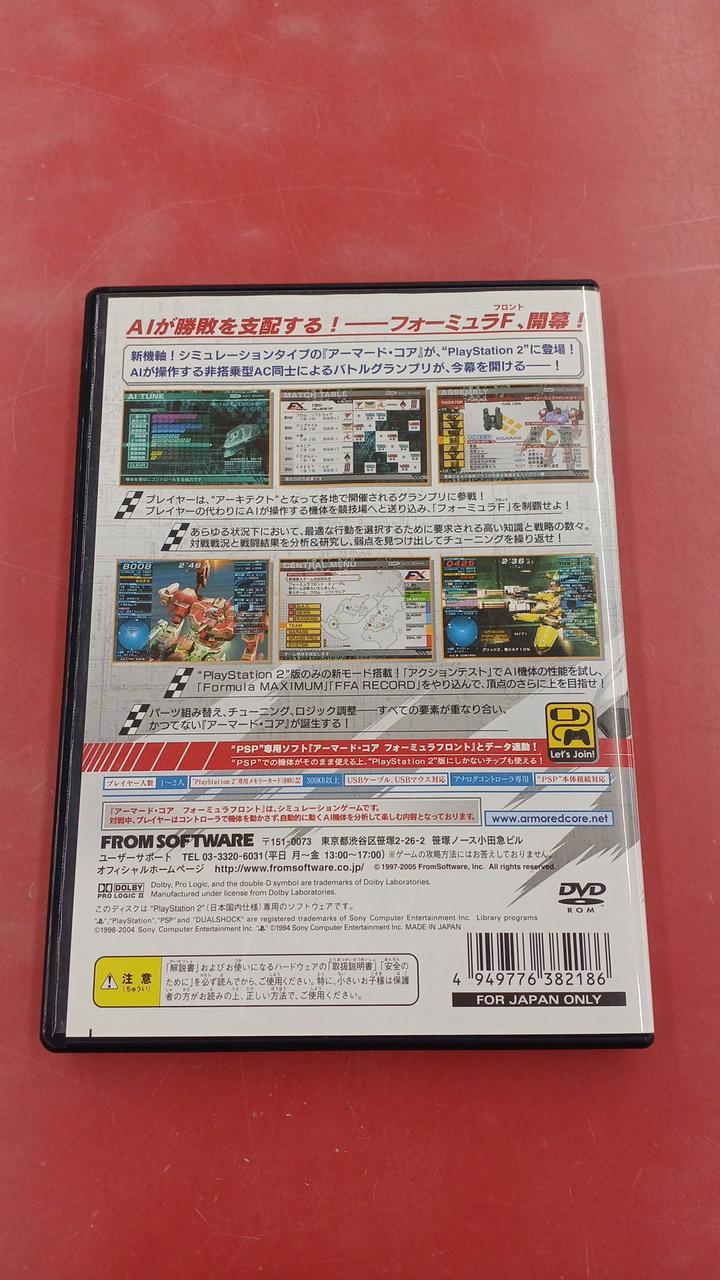 フロント
AIが勝敗を支配する!――フォーミュラF、開幕!
新機軸!シミュレーションタイプの『アーマード・コア』が、"PlayStation 2"に登場!
AIが操作する非搭乗型AC同士によるバトルグランプリが、今幕を開ける――!
AI TUNE
MATCH TABLE
ASSEMBLY
CLEAR
プレイヤーは、"アーキテクト"となって各地で開催されるグランプリに参戦!
フロント
プレイヤーの代わりにAIが操作する機体を競技場へと送り込み、「フォーミュラF」を制覇せよ!
あらゆる状況下において、最適な行動を選択するために要求される高い知識と戦略の数々。
対戦戦況と戦闘結果を分析&研究し、弱点を見つけ出してチューニングを繰り返せ!
8008
2'48
CENTRAL MENU
TEAM
GARAGE
SYSTEM
0425
2'36
"PlayStation 2"版のみの新モード搭載!「アクションテスト」でAI機体の性能を試し、
「Formula MAXIMUM」「FFA RECORD」をやり込んで、頂点のさらに上を目指せ!
パーツ組み替え、チューニング、ロジック調整――すべての要素が重なり合い、
かつてない『アーマード・コア』が誕生する!
"PSP"専用ソフト『アーマード・コア フォーミュラフロント』とデータ連動!
"PSP"での機体がそのまま使える上、"PlayStation 2"版にしかないチップも使える!
Let's Join!
プレイヤー人数 1~2人 "PlayStation 2"専用メモリーカード(8MB)対応 300KB以上 USBケーブル、USBマウス対応 アナログコントローラ専用 "PSP"本体接続対応
『アーマード・コア フォーミュラフロント』は、シミュレーションゲームです。
対戦中、プレイヤーはコントローラで機体を動かさず、自動的に動くAI機体を分析して楽しむ内容となっております。
www.armoredcore.net
FROM SOFTWARE 〒151-0073 東京都渋谷区笹塚2-26-2 笹塚ノース小田急ビル
ユーザーサポート TEL 03-3320-6031(平日 月~金 13:00~17:00) ※ゲームの攻略方法にはお答えしておりません。
オフィシャルホームページ http://www.fromsoftware.co.jp/ ©1997-2005 FromSoftware, Inc. All rights reserved.
DOLBY
PRO LOGIC II
Dolby, Pro Logic, and the double-D symbol are trademarks of Dolby Laboratories.
Manufactured under license from Dolby Laboratories.
DVD
ROM
このディスクは "PlayStation 2" (日本国内仕様) 専用のソフトウェアです。
"PlayStation", "PSP" and "DUALSHOCK" are registered trademarks of Sony Computer Entertainment Inc. Library programs
©1998-2004 Sony Computer Entertainment Inc. ©1994 Sony Computer Entertainment Inc. MADE IN JAPAN
注意
(ちゅうい)
「解説書」およびお使いになるハードウェアの「取扱説明書」「安全の
ために」を必ず読んでから、ご使用ください。特に、小さいお子様は保護
者の方がお読みの上、正しい方法で、ご使用ください。
4 949776 382186
FOR JAPAN ONLY